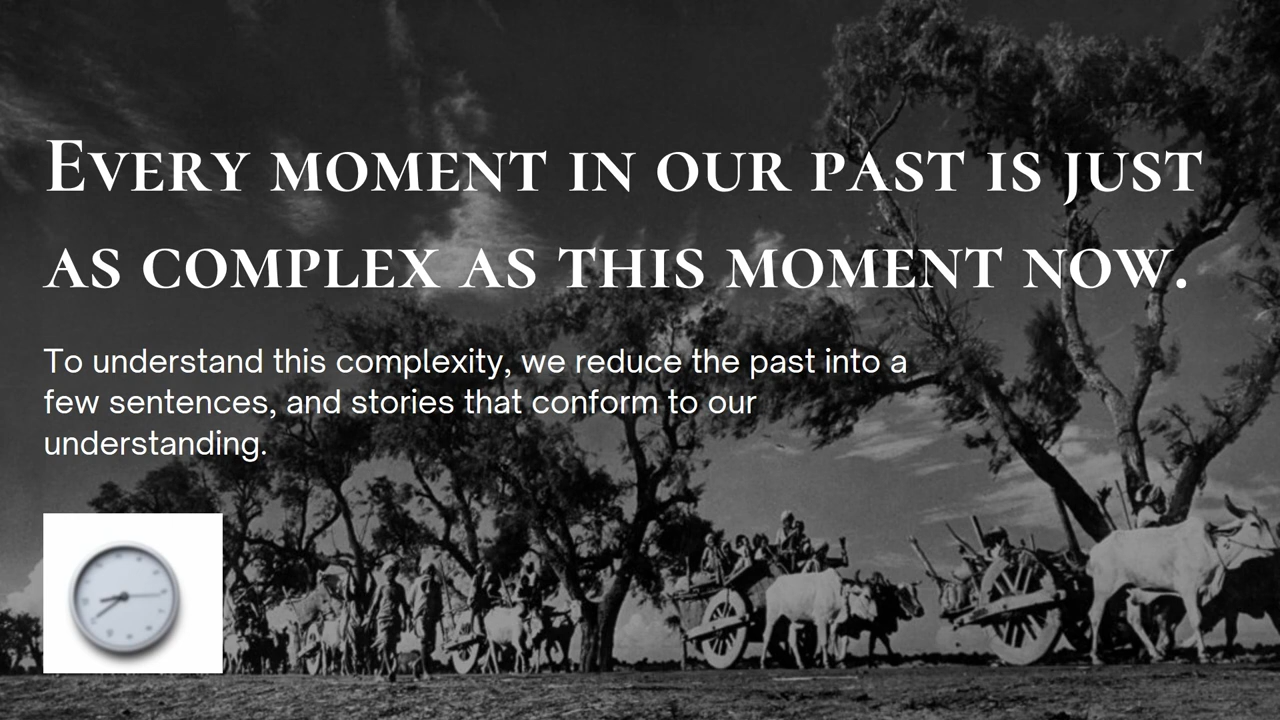 Every moment in our past is just
as complex as this moment now.
To understand this complexity, we reduce the past into a
few sentences, and stories that conform to our
understanding.